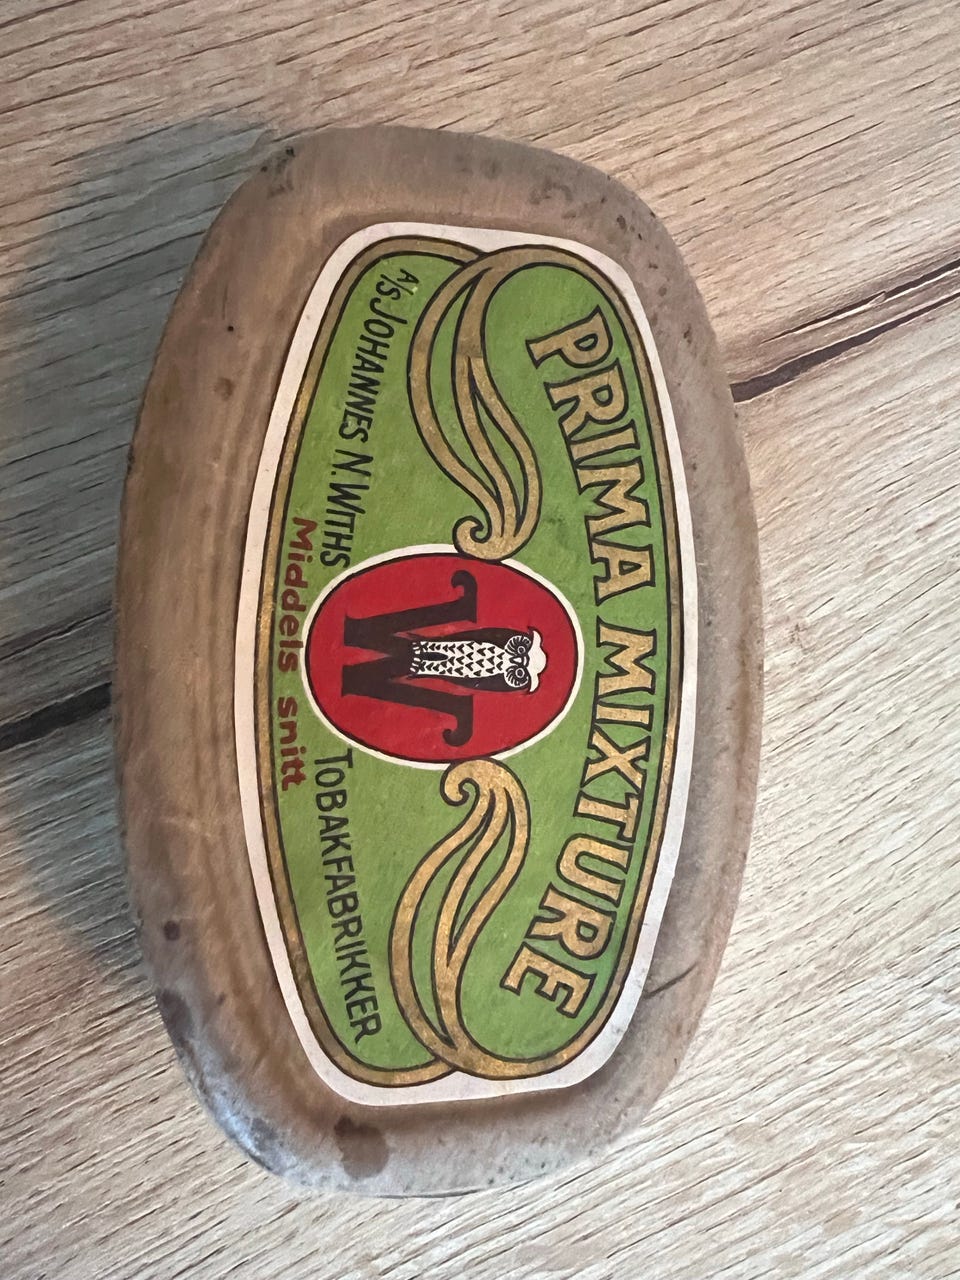 PRIMA MIXTURE
W
A/S JOHANNES N. WITHS TOBAKFABRIKKER
Middels snitt